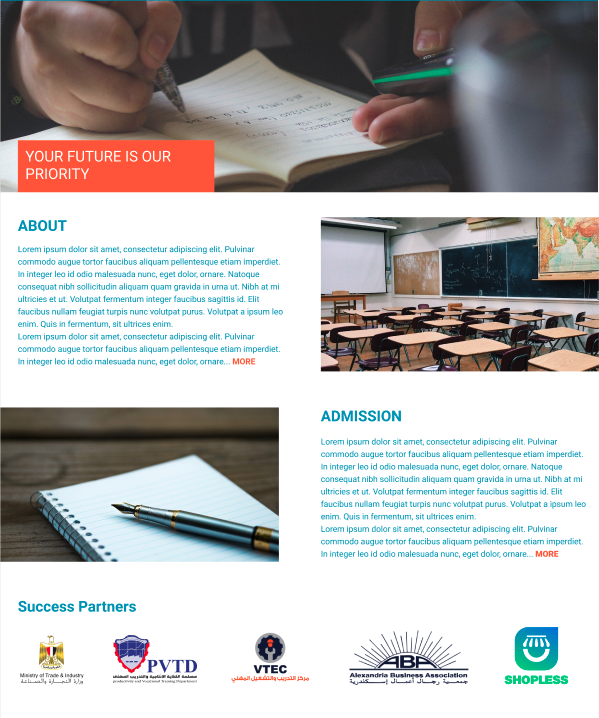 YOUR FUTURE IS OUR
PRIORITY
ABOUT
Lorem ipsum dolor sit amet, consectetur adipiscing elit. Pulvinar
commodo augue tortor faucibus aliquam pellentesque etiam imperdiet.
In integer leo id odio malesuada nunc, eget dolor, ornare. Natoque
consequat nibh sollicitudin aliquam quam gravida in urna ut. Nibh at mi
ultricies et ut. Volutpat fermentum integer faucibus sagittis id. Elit
faucibus nullam feugiat turpis nunc volutpat purus. Volutpat a ipsum leo
enim. Quis in fermentum, sit ultrices enim.
Lorem ipsum dolor sit amet, consectetur adipiscing elit. Pulvinar
commodo augue tortor faucibus aliquam pellentesque etiam imperdiet.
In integer leo id odio malesuada nunc, eget dolor, ornare... MORE
ADMISSION
Lorem ipsum dolor sit amet, consectetur adipiscing elit. Pulvinar
commodo augue tortor faucibus aliquam pellentesque etiam imperdiet.
In integer leo id odio malesuada nunc, eget dolor, ornare. Natoque
consequat nibh sollicitudin aliquam quam gravida in urna ut. Nibh at mi
ultricies et ut. Volutpat fermentum integer faucibus sagittis id. Elit
faucibus nullam feugiat turpis nunc volutpat purus. Volutpat a ipsum leo
enim. Quis in fermentum, sit ultrices enim.
Lorem ipsum dolor sit amet, consectetur adipiscing elit. Pulvinar
commodo augue tortor faucibus aliquam pellentesque etiam imperdiet.
In integer leo id odio malesuada nunc, eget dolor, ornare... MORE
Success Partners
Ministry of Trade & Industry
وزارة التجــارة والصنـاعة
PVTD
مصلحة الكفاية الانتاجية والتدريب المهنى
productivity and Vocational Training Department
VTEC
مركز التدريب والتشغيل المهني
ABA
Alexandria Business Association
جمعيــة رجــال أعمــال إسكندرية
SHOPLESS